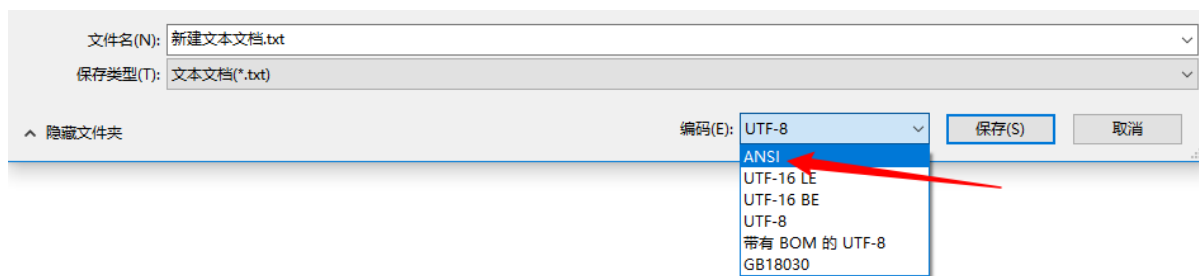 文件名(N): 新建文本文档.txt
保存类型(T): 文本文档(*.txt)
隐藏文件夹 编码(E): UTF-8 保存(S) 取消
ANSI
UTF-16 LE
UTF-16 BE
UTF-8
带有 BOM 的 UTF-8
GB18030